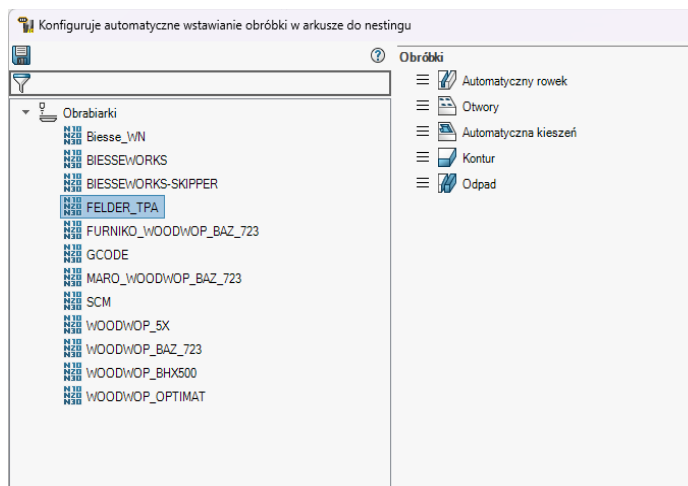 Konfiguruje automatyczne wstawianie obróbki w arkusze do nestingu
Obrabiarki
Biesse_WN
BIESSEWORKS
BIESSEWORKS-SKIPPER
FELDER_TPA
FURNIKO_WOODWOP_BAZ_723
GCODE
MARO_WOODWOP_BAZ_723
SCM
WOODWOP_5X
WOODWOP_BAZ_723
WOODWOP_BHX500
WOODWOP_OPTIMAT
Obróbki
Automatyczny rowek
Otwory
Automatyczna kieszeń
Kontur
Odpad